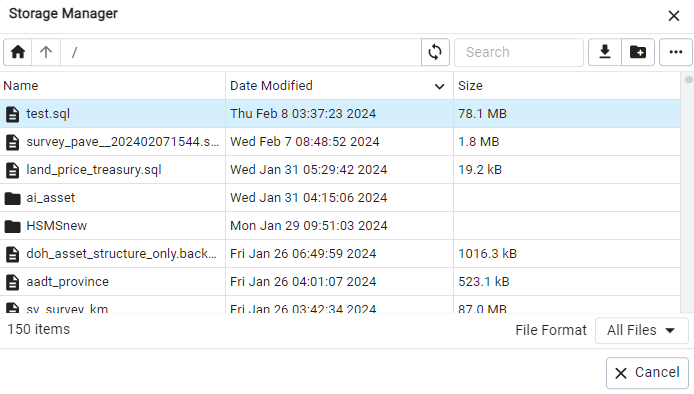 Storage Manager
/
Search
Name Date Modified Size
test.sql Thu Feb 8 03:37:23 2024 78.1 MB
survey_pave__202402071544.s... Wed Feb 7 08:48:52 2024 1.8 MB
land_price_treasury.sql Wed Jan 31 05:29:42 2024 19.2 kB
ai_asset Wed Jan 31 04:15:06 2024
HSMSnew Mon Jan 29 09:51:03 2024
doh_asset_structure_only.back... Fri Jan 26 06:49:59 2024 1016.3 kB
aadt_province Fri Jan 26 04:01:07 2024 523.1 kB
sv_survey_km Fri Jan 26 03:42:34 2024 87.0 MB
150 items File Format All Files
Cancel